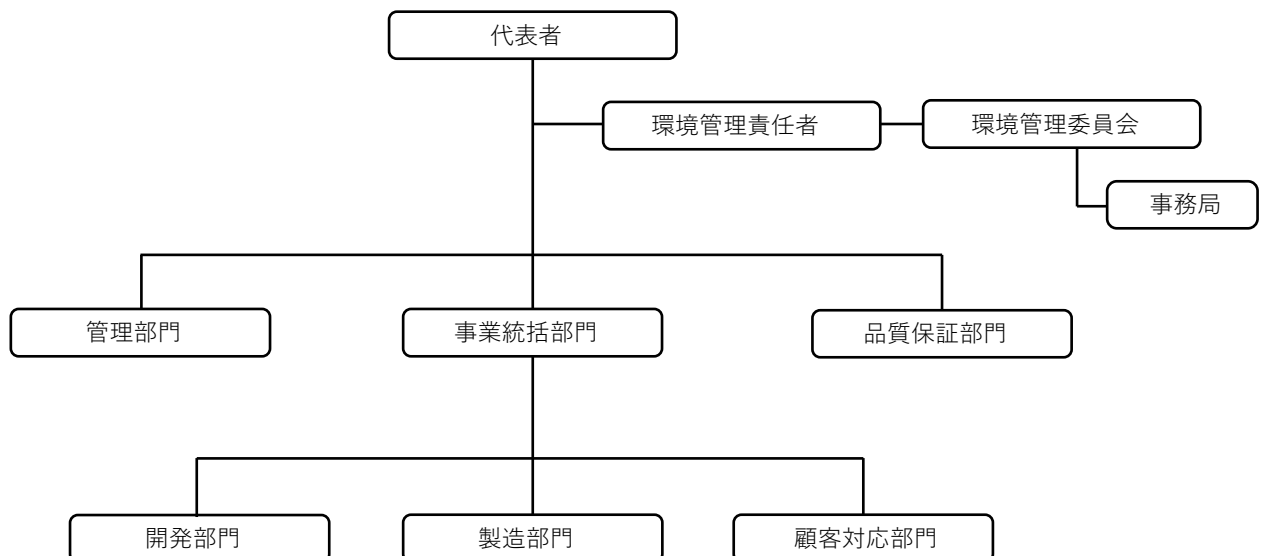 代表者
環境管理責任者
環境管理委員会
事務局
管理部門
事業統括部門
品質保証部門
開発部門
製造部門
顧客対応部門